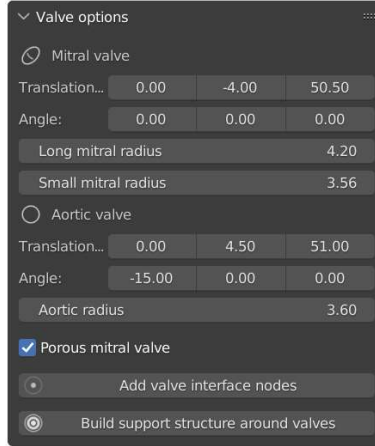 Valve options
Mitral valve
Translation... 0.00 -4.00 50.50
Angle: 0.00 0.00 0.00
Long mitral radius 4.20
Small mitral radius 3.56
Aortic valve
Translation... 0.00 4.50 51.00
Angle: -15.00 0.00 0.00
Aortic radius 3.60
Porous mitral valve
Add valve interface nodes
Build support structure around valves